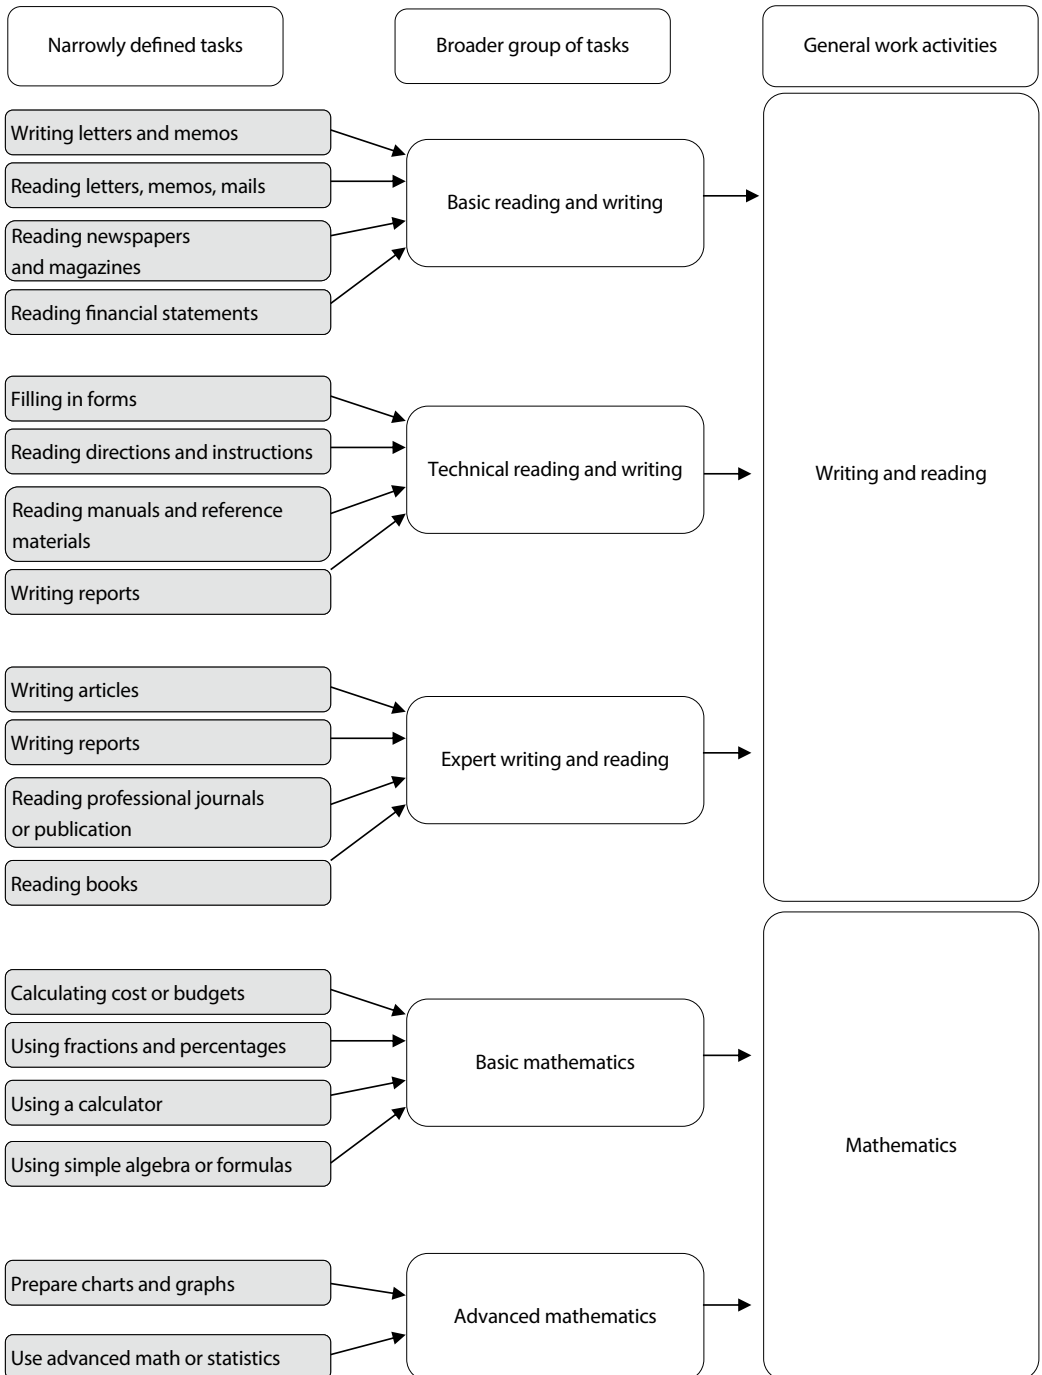 Narrowly defined tasks
Broader group of tasks
General work activities
Writing letters and memos
Reading letters, memos, mails
Reading newspapers
and magazines
Reading financial statements
Basic reading and writing
Filling in forms
Reading directions and instructions
Reading manuals and reference
materials
Writing reports
Technical reading and writing
Writing and reading
Writing articles
Writing reports
Reading professional journals
or publication
Reading books
Expert writing and reading
Calculating cost or budgets
Using fractions and percentages
Using a calculator
Using simple algebra or formulas
Basic mathematics
Mathematics
Prepare charts and graphs
Use advanced math or statistics
Advanced mathematics